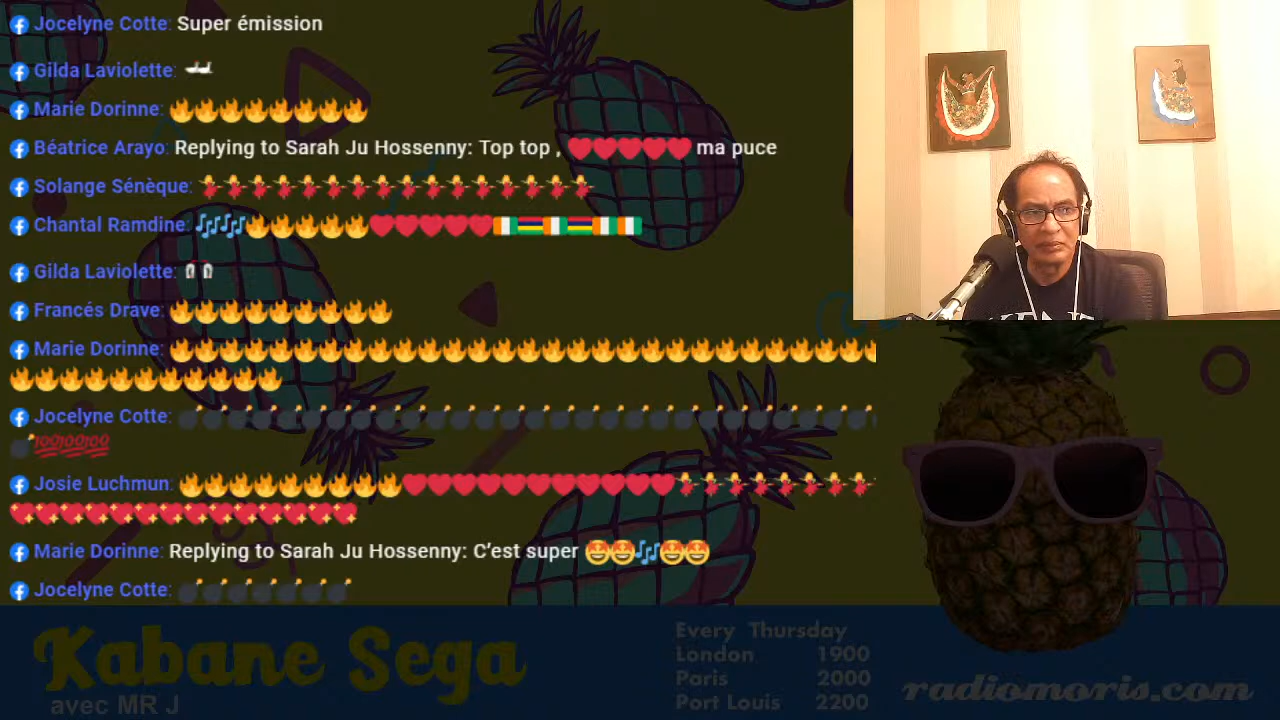 Jocelyne Cotte: Super émission
Gilda Laviolette:
Marie Dorinne: 🔥🔥🔥🔥🔥🔥🔥🔥
Béatrice Arayo: Replying to Sarah Ju Hossenny: Top top , ❤❤❤❤❤ ma puce
Solange Sénèque: 💃💃💃💃💃💃💃💃💃💃💃💃💃💃💃💃
Chantal Ramdine: 🎶🎶🔥🔥🔥🔥🔥❤❤❤❤❤🇨🇮🇲🇺🇨🇮🇲🇺🇨🇮🇨🇮
Gilda Laviolette:
Francés Drave: 🔥🔥🔥🔥🔥🔥🔥🔥🔥
Marie Dorinne: 🔥🔥🔥🔥🔥🔥🔥🔥🔥🔥🔥🔥🔥🔥🔥🔥🔥🔥🔥🔥🔥🔥🔥🔥🔥🔥🔥🔥🔥
🔥🔥🔥🔥🔥🔥🔥🔥🔥🔥🔥
Jocelyne Cotte: 💣💣💣💣💣💣💣💣💣💣💣💣💣💣💣💣💣💣💣💣💣💣💣💣💣💣💣💣
💣💯💯💯
Josie Luchmun: 🔥🔥🔥🔥🔥🔥🔥🔥🔥❤❤❤❤❤❤❤❤❤❤❤💃💃💃💃💃💃💃💃
💖💖💖💖💖💖💖💖💖💖💖💖💖💖
Marie Dorinne: Replying to Sarah Ju Hossenny: C’est super 🤩🤩🎶🤩🤩
Jocelyne Cotte: 💣💣💣💣💣💣💣
Kabane Sega
avec MR J
Every Thursday
London 1900
Paris 2000
Port Louis 2200
radiomoris.com